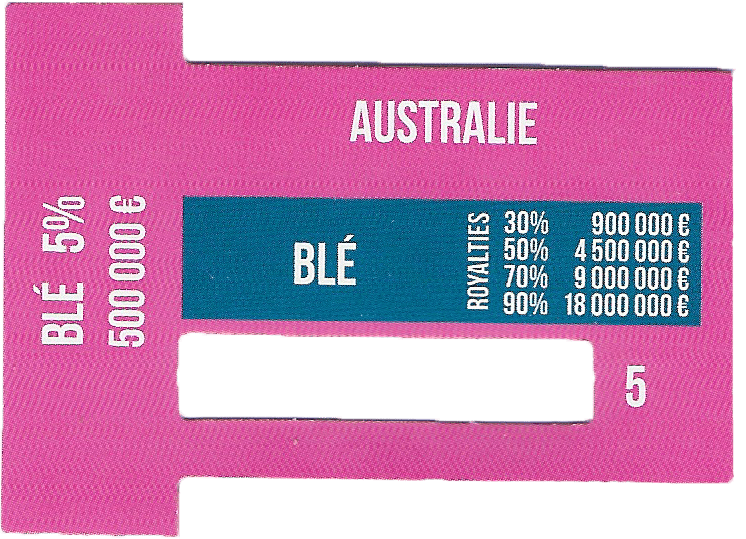 AUSTRALIE
BLÉ 5%
500 000 €
BLÉ
ROYALTIES
30% 900 000 €
50% 4 500 000 €
70% 9 000 000 €
90% 18 000 000 €
5